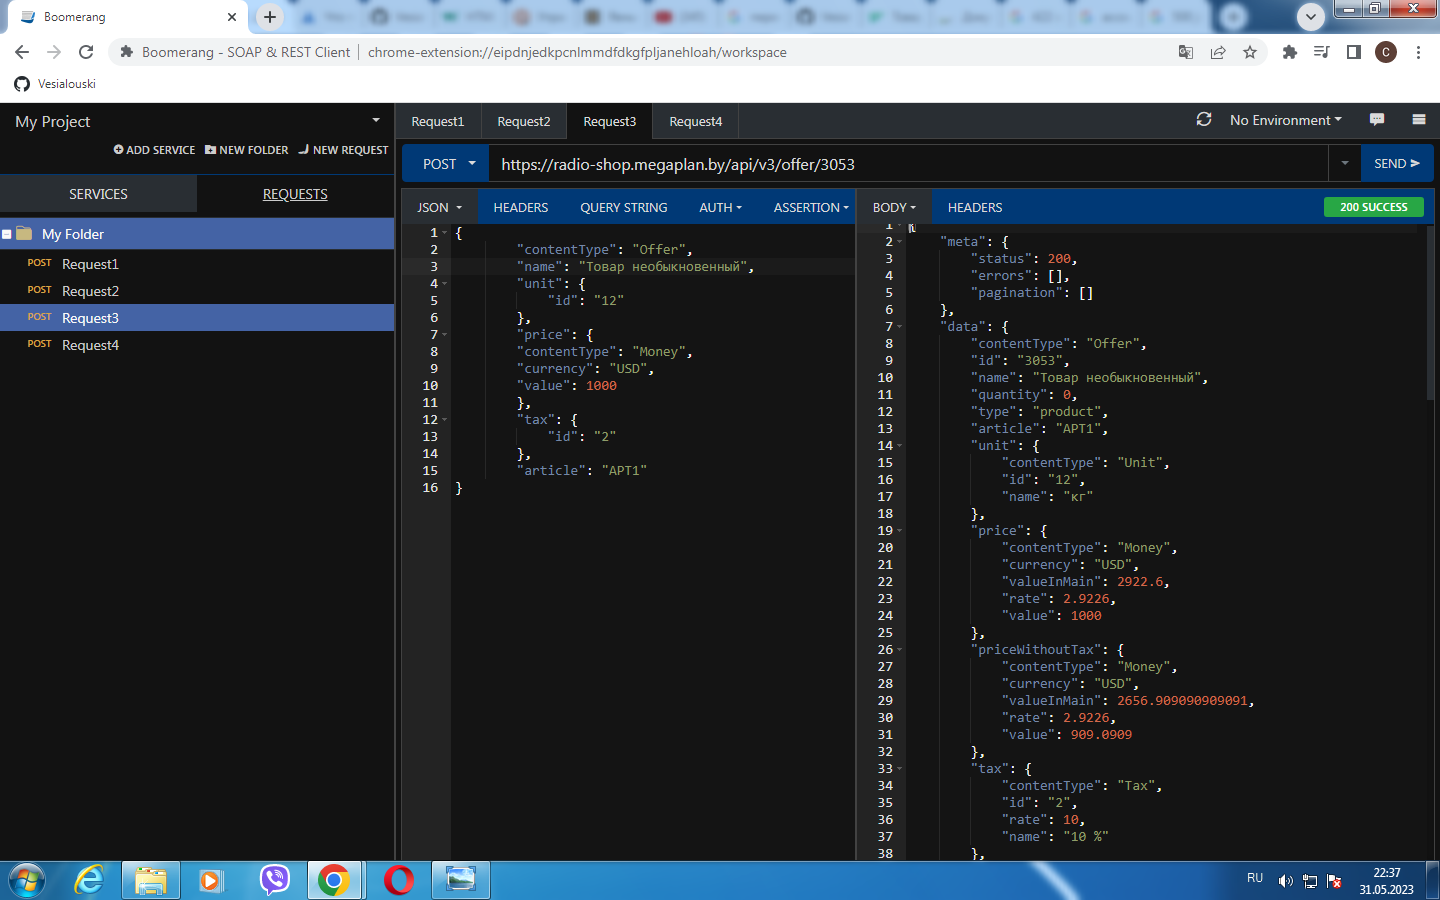 Boomerang
Boomerang - SOAP & REST Client
chrome-extension://eipdnjedkpcnlmmdfdkgfpljanehloah/workspace
C
Vesialouski
My Project
ADD SERVICE
NEW FOLDER
NEW REQUEST
SERVICES
REQUESTS
My Folder
POST Request1
POST Request2
POST Request3
POST Request4
Request1
Request2
Request3
Request4
No Environment
POST
https://radio-shop.megaplan.by/api/v3/offer/3053
SEND
JSON
HEADERS
QUERY STRING
AUTH
ASSERTION
1 {
2 "contentType": "Offer",
3 "name": "Товар необыкновенный",
4 "unit": {
5 "id": "12"
6 },
7 "price": {
8 "contentType": "Money",
9 "currency": "USD",
10 "value": 1000
11 },
12 "tax": {
13 "id": "2"
14 },
15 "article": "АРТ1"
16 }
BODY
HEADERS
200 SUCCESS
1 {
2 "meta": {
3 "status": 200,
4 "errors": [],
5 "pagination": []
6 },
7 "data": {
8 "contentType": "Offer",
9 "id": "3053",
10 "name": "Товар необыкновенный",
11 "quantity": 0,
12 "type": "product",
13 "article": "АРТ1",
14 "unit": {
15 "contentType": "Unit",
16 "id": "12",
17 "name": "кг"
18 },
19 "price": {
20 "contentType": "Money",
21 "currency": "USD",
22 "valueInMain": 2922.6,
23 "rate": 2.9226,
24 "value": 1000
25 },
26 "priceWithoutTax": {
27 "contentType": "Money",
28 "currency": "USD",
29 "valueInMain": 2656.909090909091,
30 "rate": 2.9226,
31 "value": 909.0909
32 },
33 "tax": {
34 "contentType": "Tax",
35 "id": "2",
36 "rate": 10,
37 "name": "10 %"
38 },
RU
22:37
31.05.2023